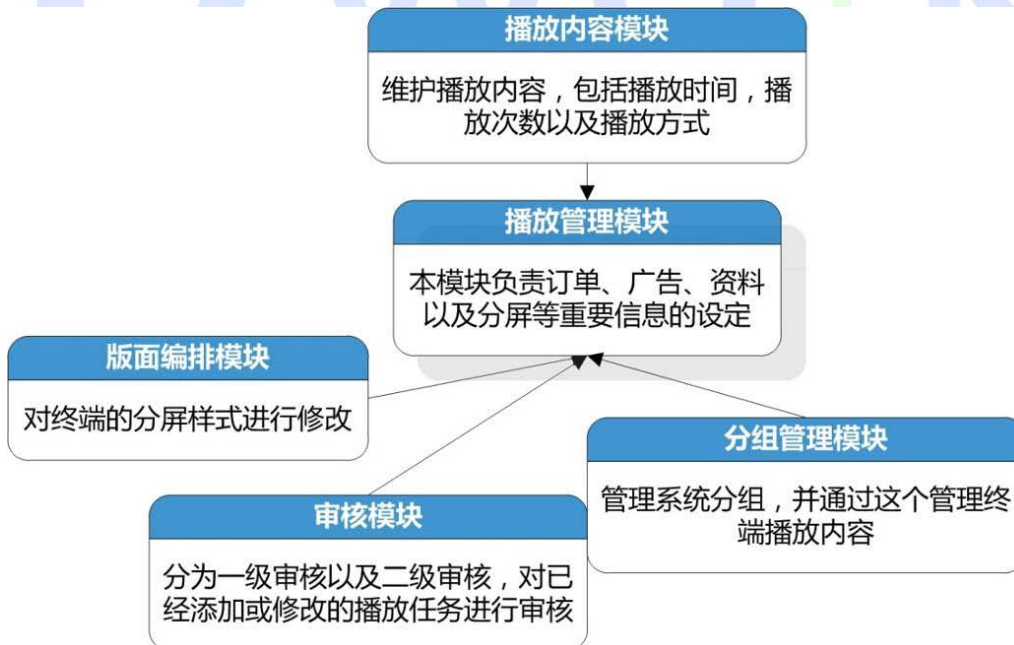 播放内容模块
维护播放内容，包括播放时间，播
放次数以及播放方式
播放管理模块
本模块负责订单、广告、资料
以及分屏等重要信息的设定
版面编排模块
对终端的分屏样式进行修改
分组管理模块
管理系统分组，并通过这个管理终
端播放内容
审核模块
分为一级审核以及二级审核，对已
经添加或修改的播放任务进行审核